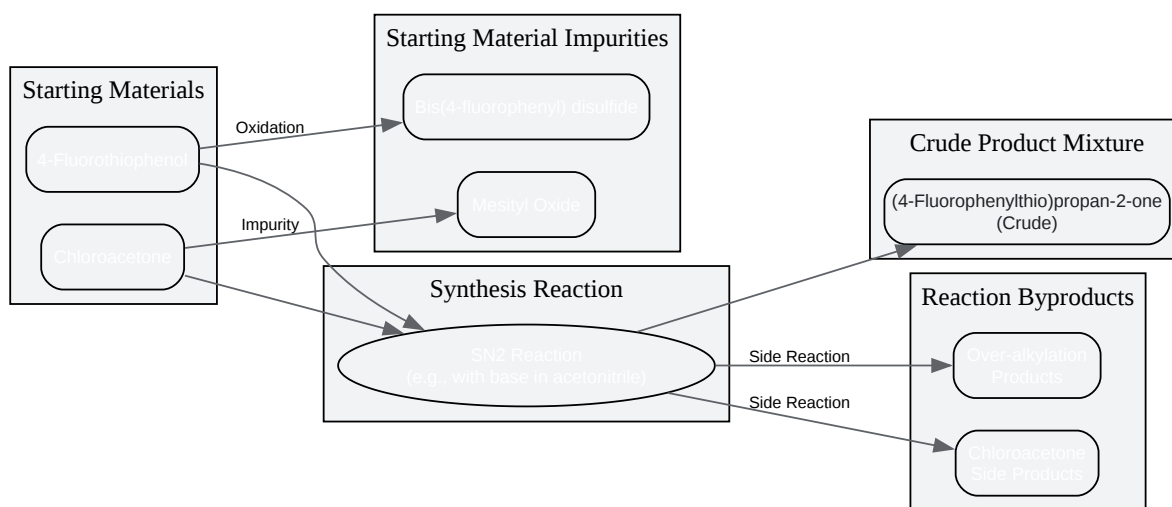 Starting Materials
4-Fluorothiophenol
Chloroacetone
Oxidation
Impurity
Starting Material Impurities
Bis(4-fluorophenyl) disulfide
Mesityl Oxide
Synthesis Reaction
SN2 Reaction
(e.g., with base in acetonitrile)
Side Reaction
Side Reaction
Crude Product Mixture
(4-Fluorophenylthio)propan-2-one
(Crude)
Reaction Byproducts
Over-alkylation
Products
Chloroacetone
Side Products